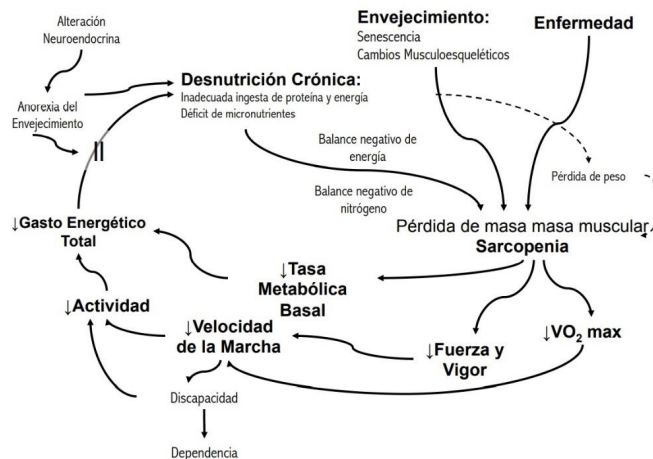 Alteración
Neuroendocrina
Anorexia del
Envejecimiento
Desnutrición Crónica:
Inadecuada ingesta de proteína y energía
Déficit de micronutrientes
Envejecimiento:
Senescencia
Cambios Musculoesqueléticos
Enfermedad
Balance negativo de
energía
Balance negativo de
nitrógeno
Pérdida de peso
Pérdida de masa masa muscular
Sarcopenia
↓Gasto Energético
Total
↓Tasa
Metabólica
Basal
↓Actividad
↓Velocidad
de la Marcha
↓Fuerza y
Vigor
↓VO₂ max
Discapacidad
Dependencia